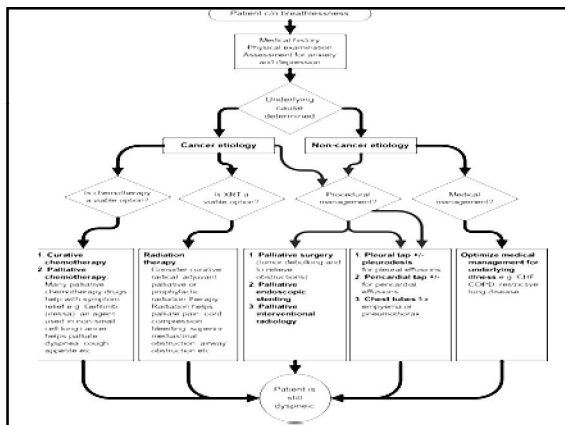 Patient c/o breathlessness
Medical history
Physical examination
Assessment for anxiety
and depression
Underlying
cause
determined
Cancer etiology
Non-cancer etiology
Is chemotherapy
a viable option?
Is XRT a
viable option?
Procedural
management?
Medical
management?
1. Curative
chemotherapy
2. Palliative
chemotherapy.
Many palliative
chemotherapy drugs
help with symptom
relief e.g. Gefitinib
(Iressa), an agent
used in non-small
cell lung cancer
helps palliate
dyspnea, cough
appetite etc
Radiation
therapy
Consider curative
radical, adjuvant
palliative or
prophylactic
radiation therapy.
Radiation helps
palliate pain, cord
compression
bleeding, superior
mediastinal
obstruction, airway
obstruction etc
1. Palliative surgery
(tumor debulking and
to relieve
obstructions)
2. Palliative
endoscopic
stenting
3. Palliative
interventional
radiology
1. Pleural tap +/-
pleurodesis
for pleural effusions
2. Pericardial tap +/-
for pericardial
effusions
3. Chest tubes
empyema or
pneumothorax
Optimize medical
management for
underlying
illness e.g. CHF
COPD, restrictive
lung disease
Patient is
still
dyspneic